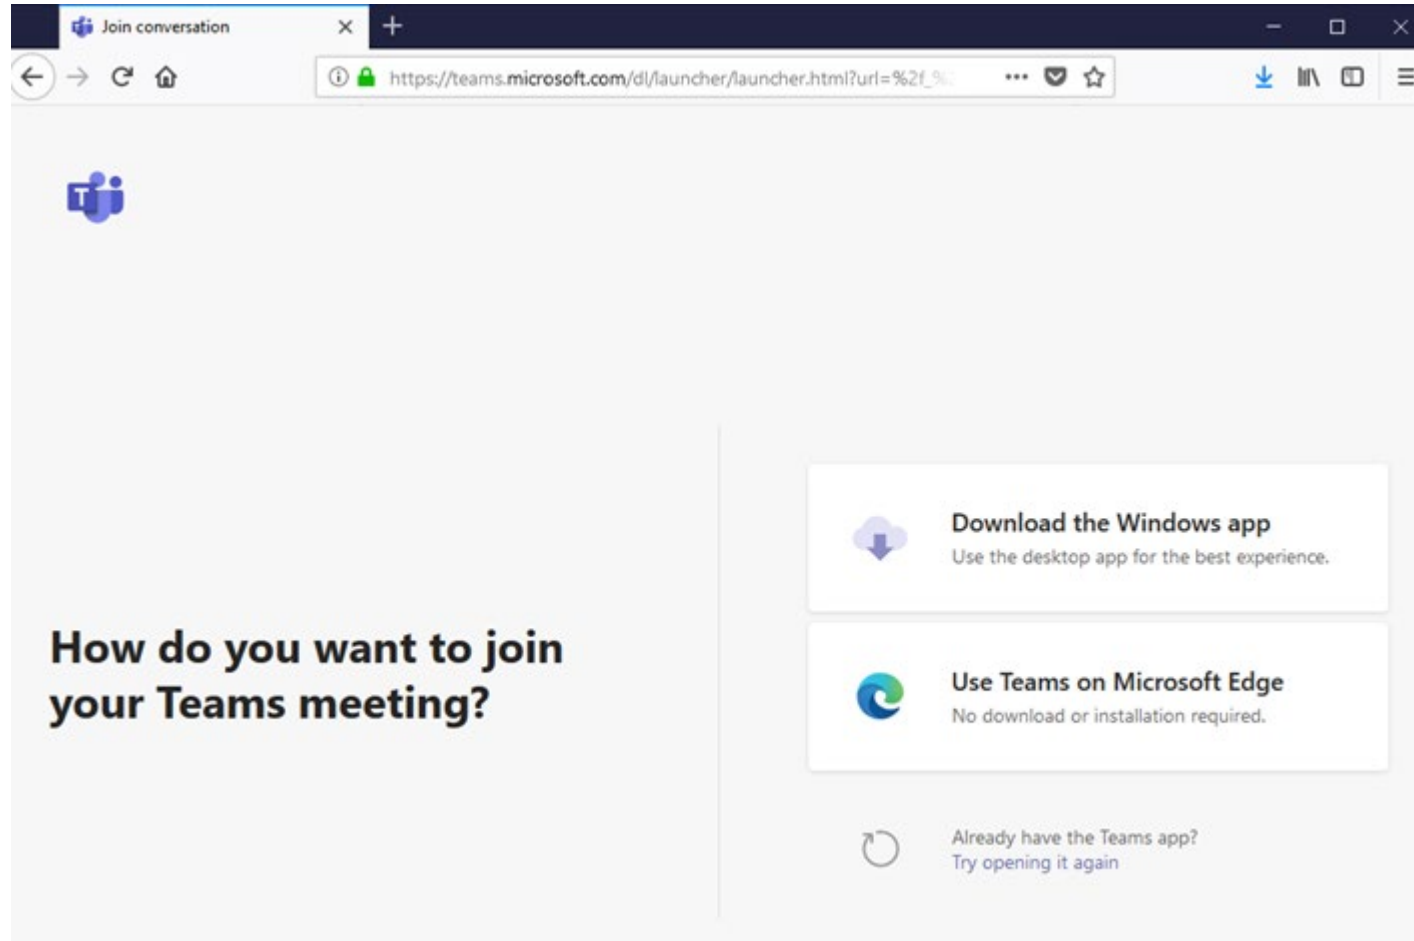 Join conversation
https://teams.microsoft.com/dl/launcher/launcher.html?url=%2f_%
T
How do you want to join
your Teams meeting?
Download the Windows app
Use the desktop app for the best experience.
Use Teams on Microsoft Edge
No download or installation required.
Already have the Teams app?
Try opening it again